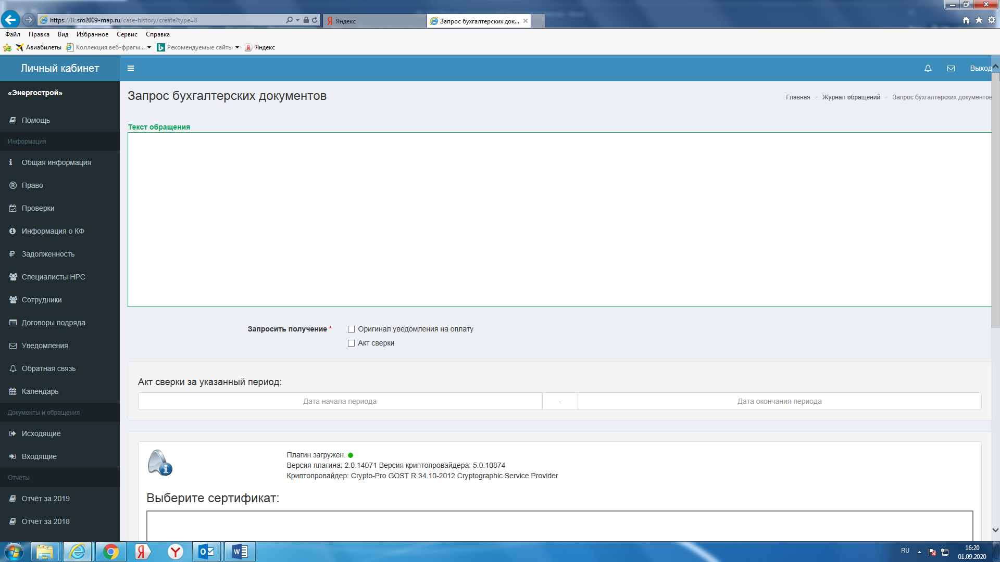 https://lk.sro2009-map.ru/case-history/create?type=8
Яндекс
Запрос бухгалтерских док...
Файл Правка Вид Избранное Сервис Справка
Авиабилеты Коллекция веб-фрагм... Рекомендуемые сайты Яндекс
Личный кабинет
Выход
«Энергострой»
Помощь
Информация
Общая информация
Право
Проверки
Информация о КФ
Задолженность
Специалисты НРС
Сотрудники
Договоры подряда
Уведомления
Обратная связь
Календарь
Документы и обращения
Исходящие
Входящие
Отчёты
Отчёт за 2019
Отчёт за 2018
Запрос бухгалтерских документов
Главная > Журнал обращений > Запрос бухгалтерских документов
Текст обращения
Запросить получение *
Оригинал уведомления на оплату
Акт сверки
Акт сверки за указанный период:
Дата начала периода - Дата окончания периода
Плагин загружен.
Версия плагина: 2.0.14071 Версия криптопровайдера: 5.0.10874
Криптопровайдер: Crypto-Pro GOST R 34.10-2012 Cryptographic Service Provider
Выберите сертификат:
RU
16:20
01.09.2020